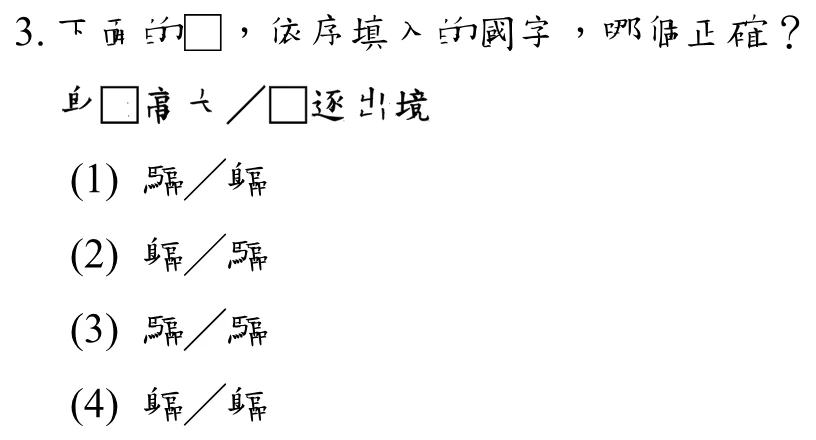 3. 下面的□，依序填入的國字，哪個正確？
身□高大／□逐出境
(1) 驅／軀
(2) 軀／驅
(3) 驅／驅
(4) 軀／軀